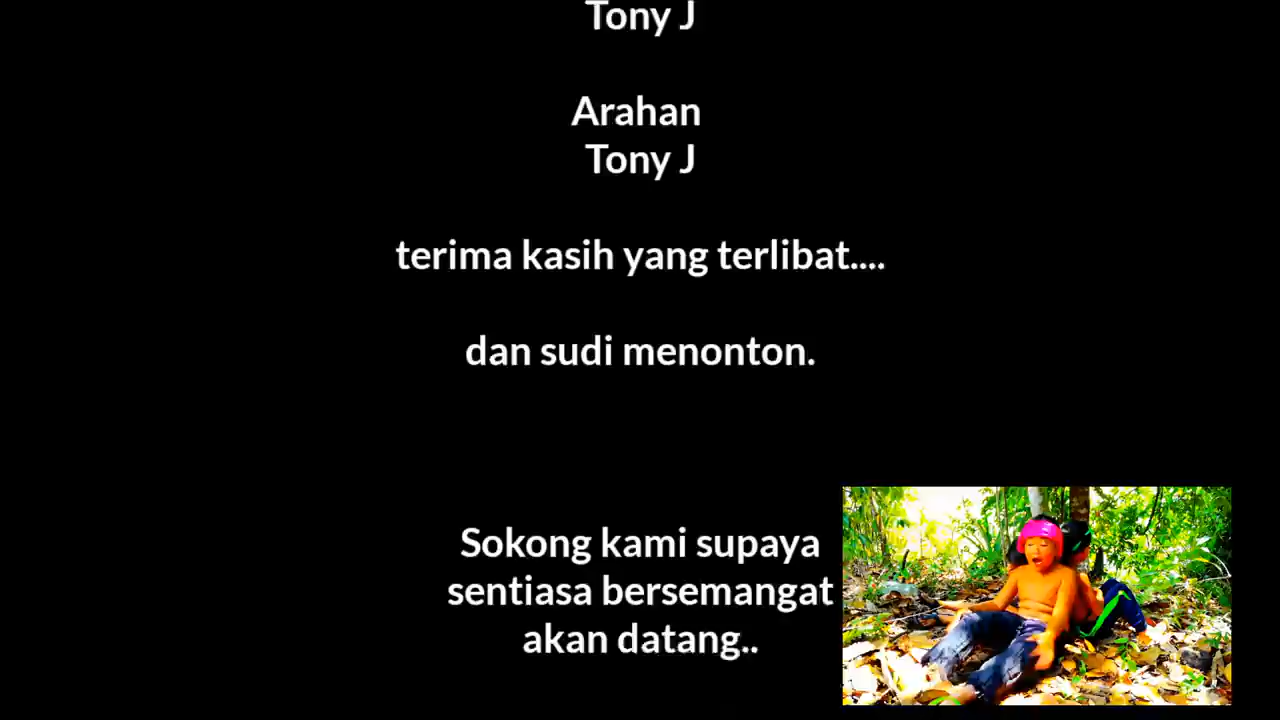 Tony J
Arahan
Tony J
terima kasih yang terlibat....
dan sudi menonton.
Sokong kami supaya
sentiasa bersemangat
akan datang..